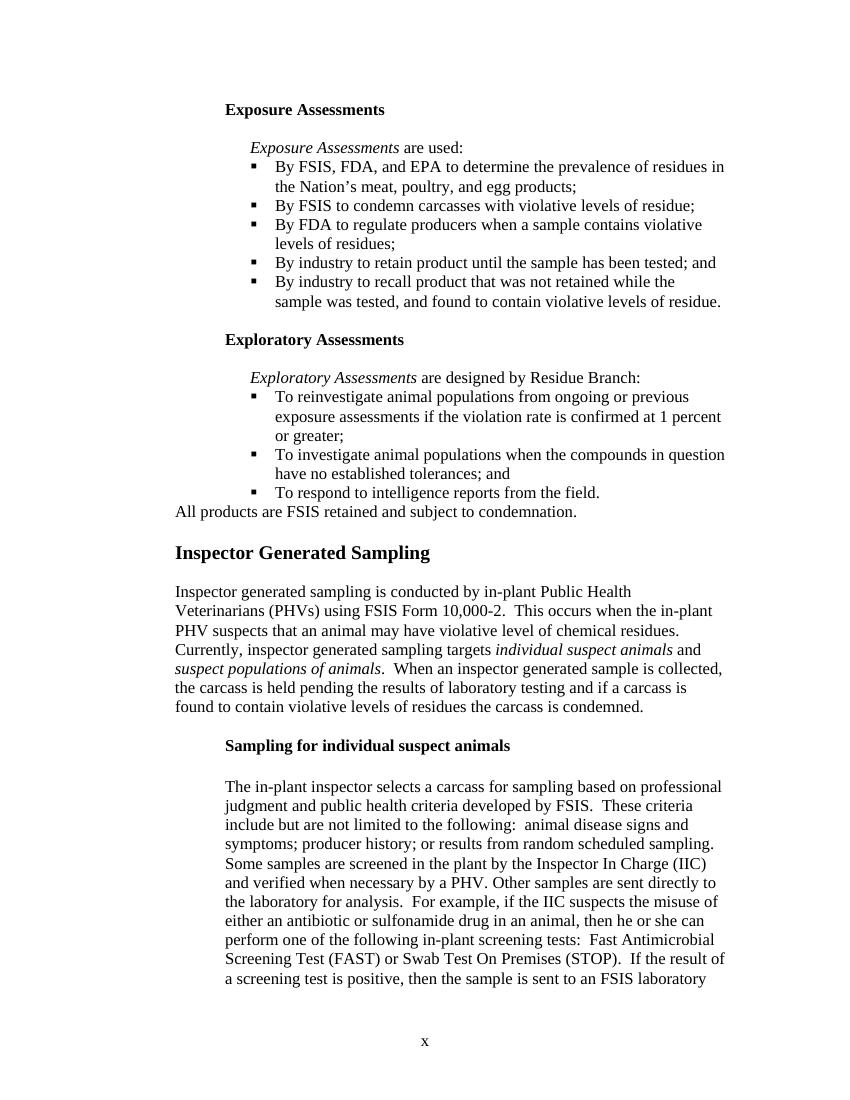 Exposure Assessments
Exposure Assessments are used:
▪ By FSIS, FDA, and EPA to determine the prevalence of residues in
the Nation’s meat, poultry, and egg products;
▪ By FSIS to condemn carcasses with violative levels of residue;
▪ By FDA to regulate producers when a sample contains violative
levels of residues;
▪ By industry to retain product until the sample has been tested; and
▪ By industry to recall product that was not retained while the
sample was tested, and found to contain violative levels of residue.
Exploratory Assessments
Exploratory Assessments are designed by Residue Branch:
▪ To reinvestigate animal populations from ongoing or previous
exposure assessments if the violation rate is confirmed at 1 percent
or greater;
▪ To investigate animal populations when the compounds in question
have no established tolerances; and
▪ To respond to intelligence reports from the field.
All products are FSIS retained and subject to condemnation.
Inspector Generated Sampling
Inspector generated sampling is conducted by in-plant Public Health
Veterinarians (PHVs) using FSIS Form 10,000-2.  This occurs when the in-plant
PHV suspects that an animal may have violative level of chemical residues.
Currently, inspector generated sampling targets individual suspect animals and
suspect populations of animals.  When an inspector generated sample is collected,
the carcass is held pending the results of laboratory testing and if a carcass is
found to contain violative levels of residues the carcass is condemned.
Sampling for individual suspect animals
The in-plant inspector selects a carcass for sampling based on professional
judgment and public health criteria developed by FSIS.  These criteria
include but are not limited to the following:  animal disease signs and
symptoms; producer history; or results from random scheduled sampling.
Some samples are screened in the plant by the Inspector In Charge (IIC)
and verified when necessary by a PHV. Other samples are sent directly to
the laboratory for analysis.  For example, if the IIC suspects the misuse of
either an antibiotic or sulfonamide drug in an animal, then he or she can
perform one of the following in-plant screening tests:  Fast Antimicrobial
Screening Test (FAST) or Swab Test On Premises (STOP).  If the result of
a screening test is positive, then the sample is sent to an FSIS laboratory
x